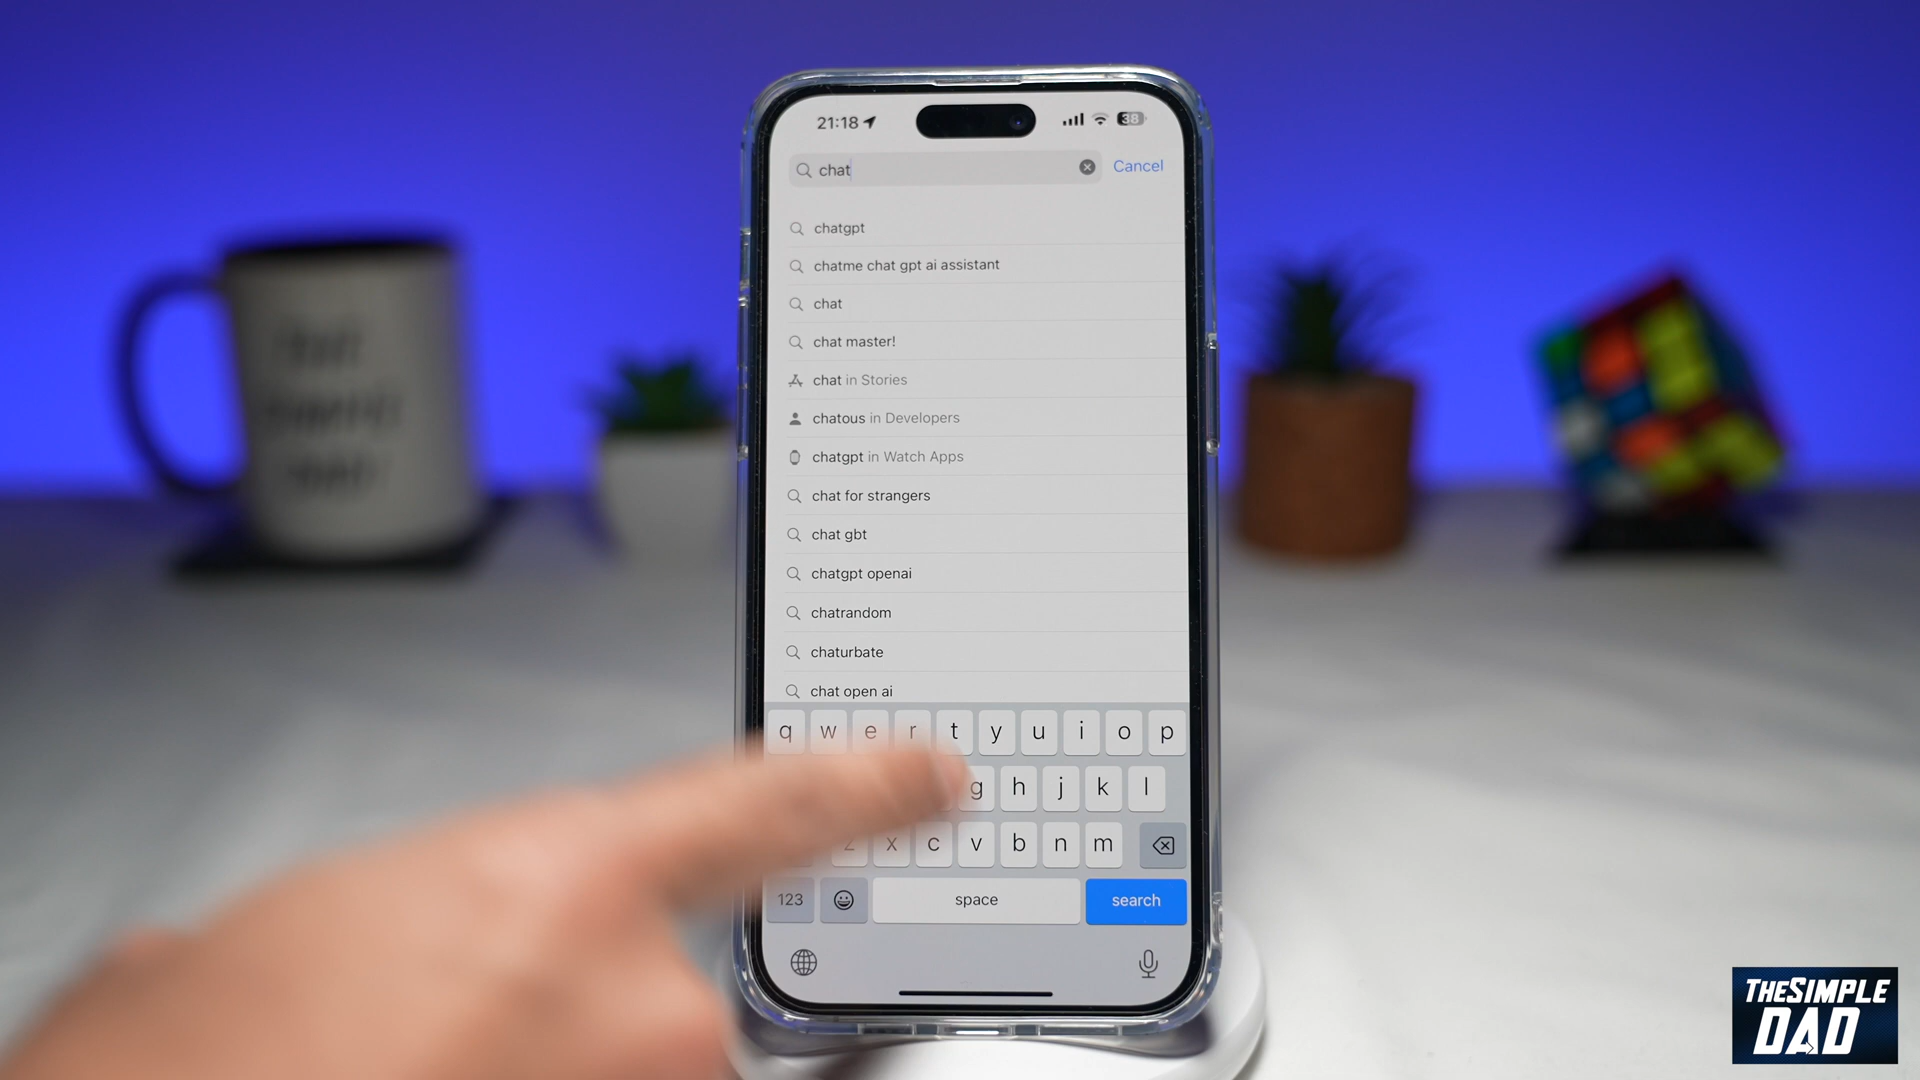 21:18
38
chat
Cancel
chatgpt
chatme chat gpt ai assistant
chat
chat master!
chat in Stories
chatous in Developers
chatgpt in Watch Apps
chat for strangers
chat gbt
chatgpt openai
chatrandom
chaturbate
chat open ai
q w e r t y u i o p
g h j k l
z x c v b n m
123
space
search
THE SIMPLE
DAD